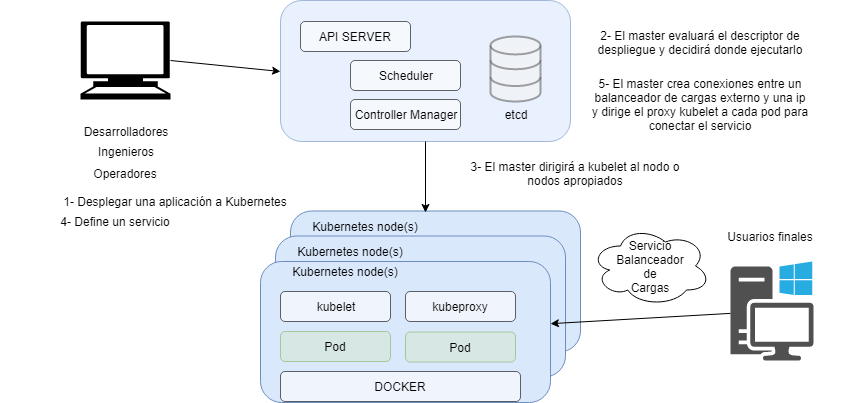 API SERVER
Scheduler
Controller Manager
etcd
2- El master evaluará el descriptor de
despliegue y decidirá donde ejecutarlo
5- El master crea conexiones entre un
balanceador de cargas externo y una ip
y dirige el proxy kubelet a cada pod para
conectar el servicio
Desarrolladores
Ingenieros
Operadores
1- Desplegar una aplicación a Kubernetes
4- Define un servicio
3- El master dirigirá a kubelet al nodo o
nodos apropiados
Kubernetes node(s)
Kubernetes node(s)
Kubernetes node(s)
kubelet
kubeproxy
Pod
Pod
DOCKER
Servicio
Balanceador
de
Cargas
Usuarios finales